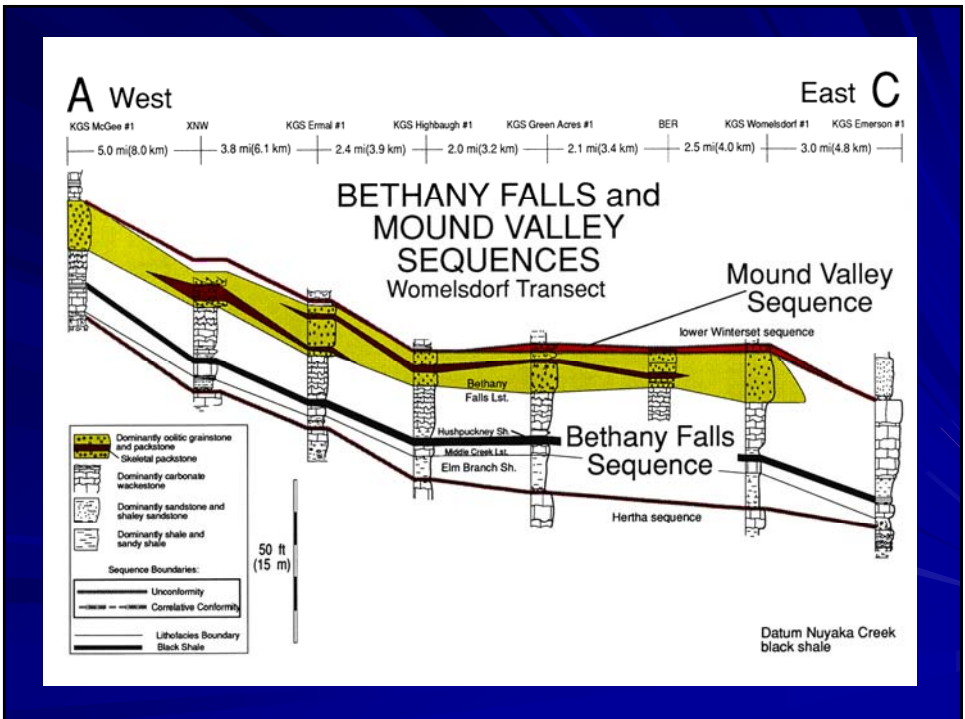 A West
East C
KGS McGee #1 XNW KGS Ermal #1 KGS Highbaugh #1 KGS Green Acres #1 BER KGS Womelsdorf #1 KGS Emerson #1
5.0 mi(8.0 km) 3.8 mi(6.1 km) 2.4 mi(3.9 km) 2.0 mi(3.2 km) 2.1 mi(3.4 km) 2.5 mi(4.0 km) 3.0 mi(4.8 km)
BETHANY FALLS and
MOUND VALLEY
SEQUENCES
Womelsdorf Transect
Mound Valley
Sequence
lower Winterset sequence
Bethany
Falls Lst.
Hushpuckney Sh.
Middle Creek Lst.
Elm Branch Sh.
Bethany Falls
Sequence
Hertha sequence
Dominantly oolitic grainstone
and packstone
Skeletal packstone
Dominantly carbonate
wackestone
Dominantly sandstone and
shaley sandstone
Dominantly shale and
sandy shale
Sequence Boundaries:
Unconformity
Correlative Conformity
Lithofacies Boundary
Black Shale
50 ft
(15 m)
Datum Nuyaka Creek
black shale